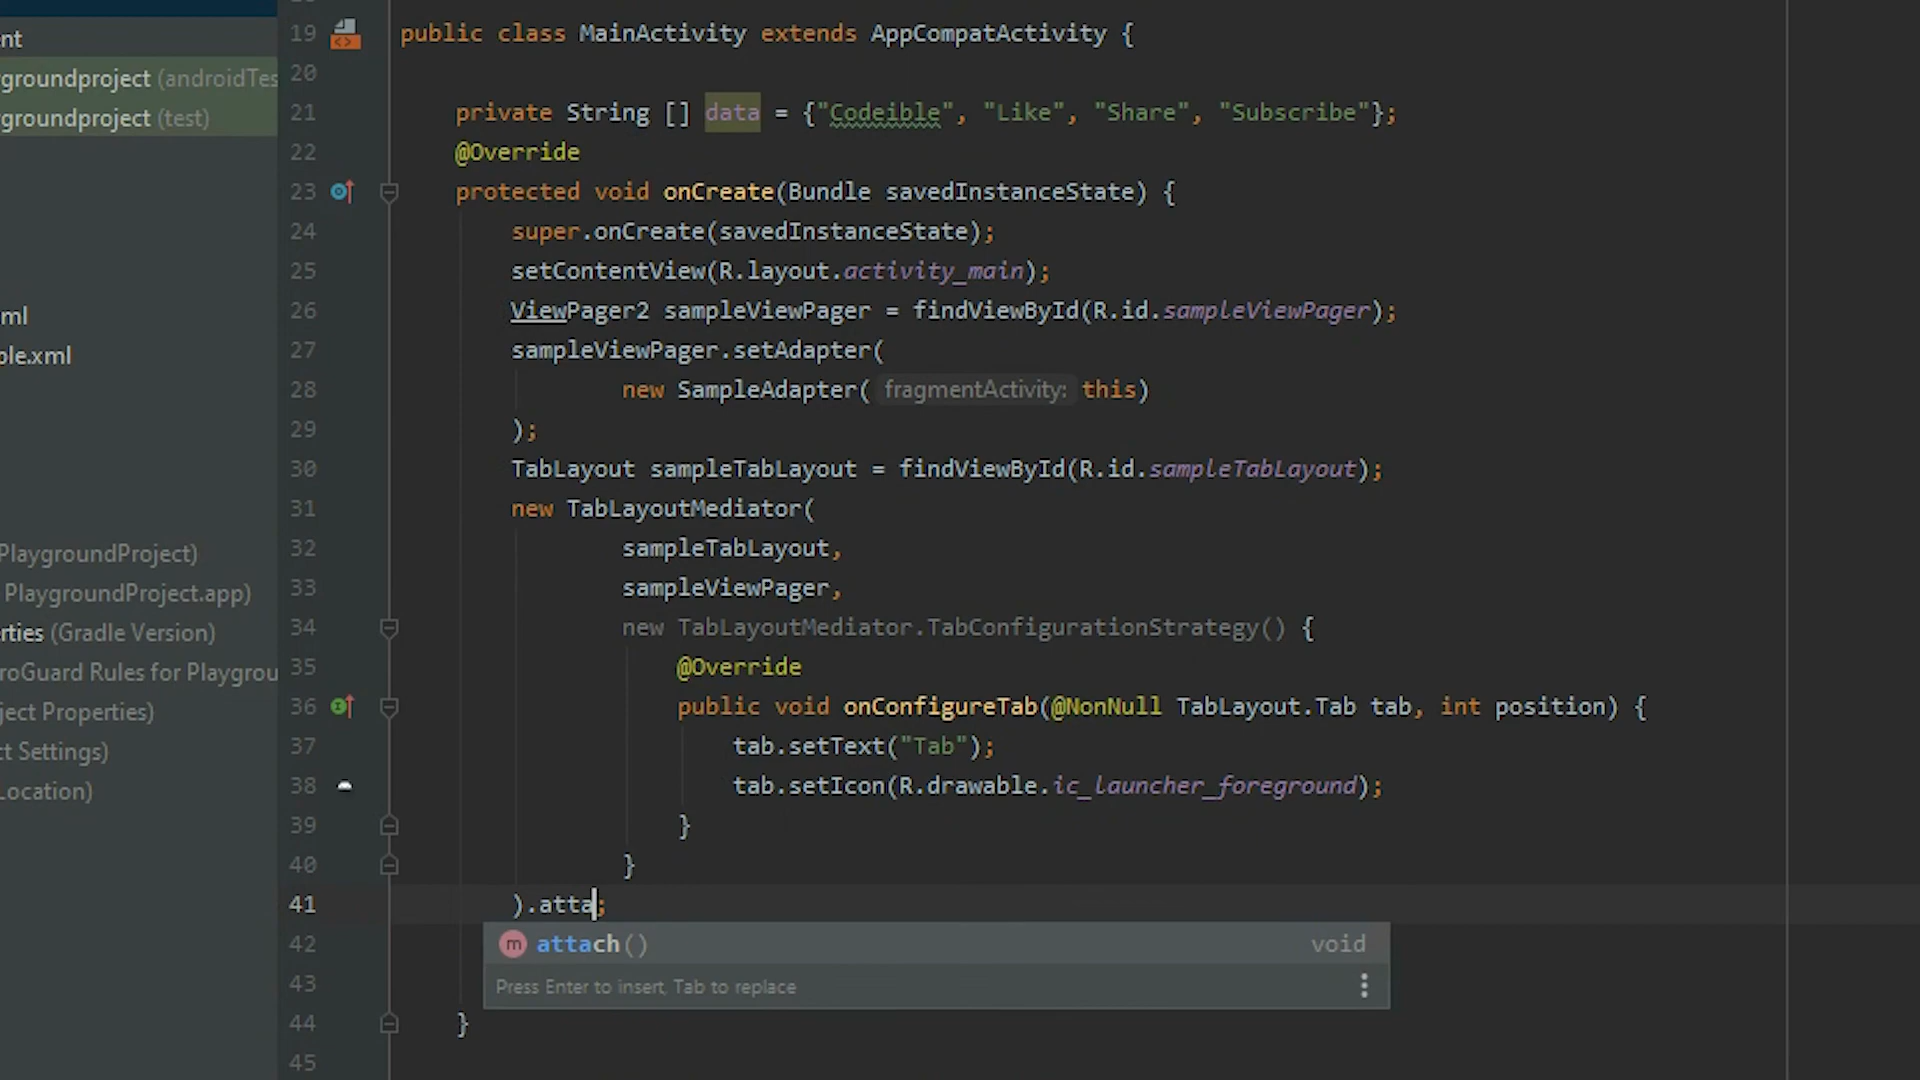 nt
groundproject (androidTes
groundproject (test)
ml
ple.xml
PlaygroundProject)
PlaygroundProject.app)
rties (Gradle Version)
roGuard Rules for Playgrou
ject Properties)
ct Settings)
Location)
19 public class MainActivity extends AppCompatActivity {
20
21 private String [] data = {"Codeible", "Like", "Share", "Subscribe"};
22 @Override
23 protected void onCreate(Bundle savedInstanceState) {
24 super.onCreate(savedInstanceState);
25 setContentView(R.layout.activity_main);
26 ViewPager2 sampleViewPager = findViewById(R.id.sampleViewPager);
27 sampleViewPager.setAdapter(
28 new SampleAdapter( fragmentActivity: this)
29 );
30 TabLayout sampleTabLayout = findViewById(R.id.sampleTabLayout);
31 new TabLayoutMediator(
32 sampleTabLayout,
33 sampleViewPager,
34 new TabLayoutMediator.TabConfigurationStrategy() {
35 @Override
36 public void onConfigureTab(@NonNull TabLayout.Tab tab, int position) {
37 tab.setText("Tab");
38 tab.setIcon(R.drawable.ic_launcher_foreground);
39 }
40 }
41 ).atta;
42 m attach() void
43 Press Enter to insert, Tab to replace
44 }
45